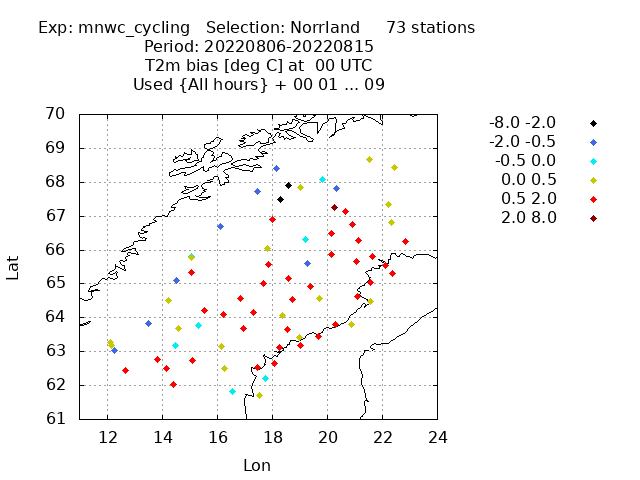 Exp: mnwc_cycling   Selection: Norrland     73 stations
Period: 20220806-20220815
T2m bias [deg C] at  00 UTC
Used {All hours} + 00 01 ... 09
-8.0 -2.0
-2.0 -0.5
-0.5 0.0
0.0 0.5
0.5 2.0
2.0 8.0
70
69
68
67
66
65
64
63
62
61
Lat
12 14 16 18 20 22 24
Lon